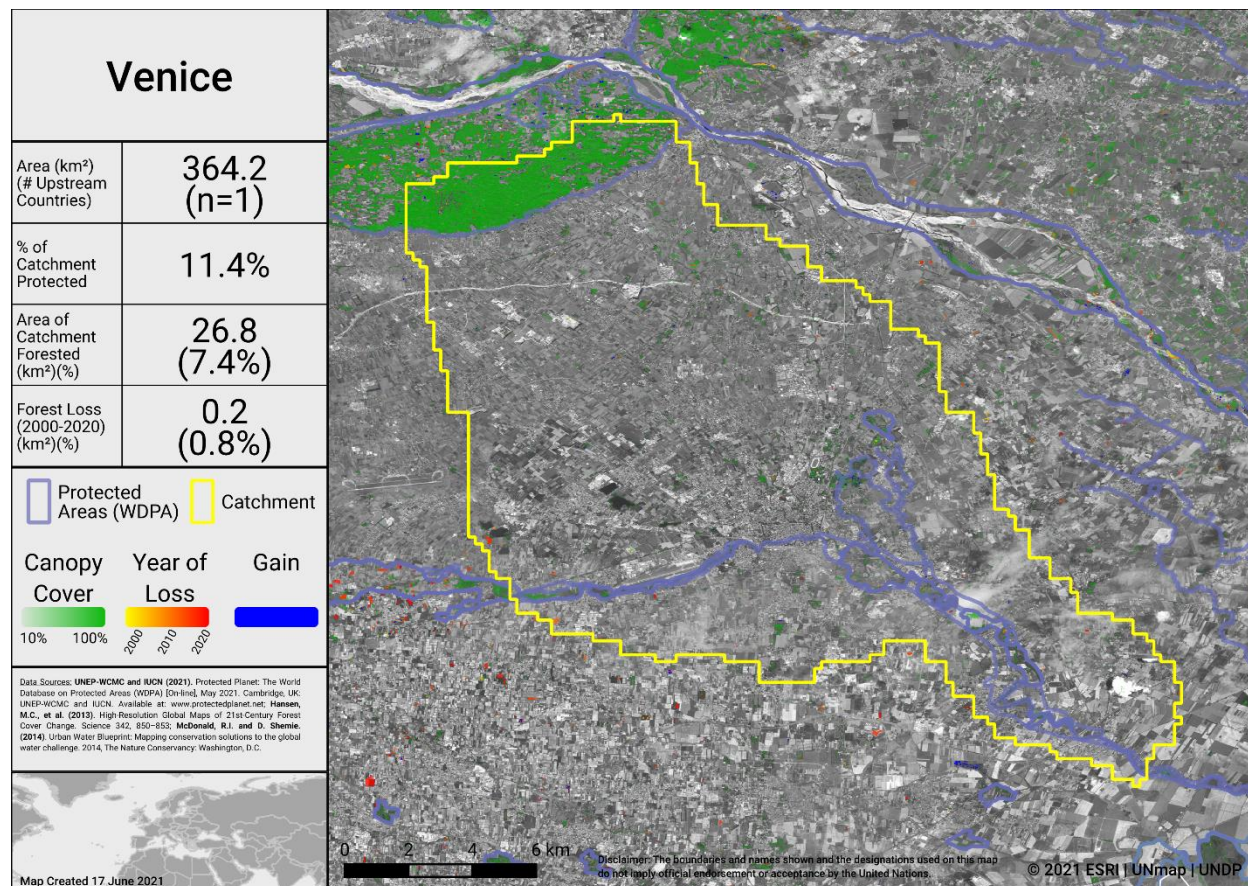 Venice
Area (km²)
(# Upstream
Countries)
364.2
(n=1)
% of
Catchment
Protected
11.4%
Area of
Catchment
Forested
(km²)(%)
26.8
(7.4%)
Forest Loss
(2000-2020)
(km²)(%)
0.2
(0.8%)
Protected
Areas (WDPA)
Catchment
Canopy
Cover
10% 100%
Year of
Loss
2000 2010 2020
Gain
Data Sources: UNEP-WCMC and IUCN (2021). Protected Planet: The World
Database on Protected Areas (WDPA) [On-line], May 2021. Cambridge, UK:
UNEP-WCMC and IUCN. Available at: www.protectedplanet.net; Hansen,
M.C., et al. (2013). High-Resolution Global Maps of 21st-Century Forest
Cover Change. Science 342, 850–853; McDonald, R.I. and D. Shemie.
(2014). Urban Water Blueprint: Mapping conservation solutions to the global
water challenge. 2014, The Nature Conservancy: Washington, D.C.
Map Created 17 June 2021
0 2 4 6 km
Disclaimer: The boundaries and names shown and the designations used on this map
do not imply official endorsement or acceptance by the United Nations.
© 2021 ESRI | UNmap | UNDP